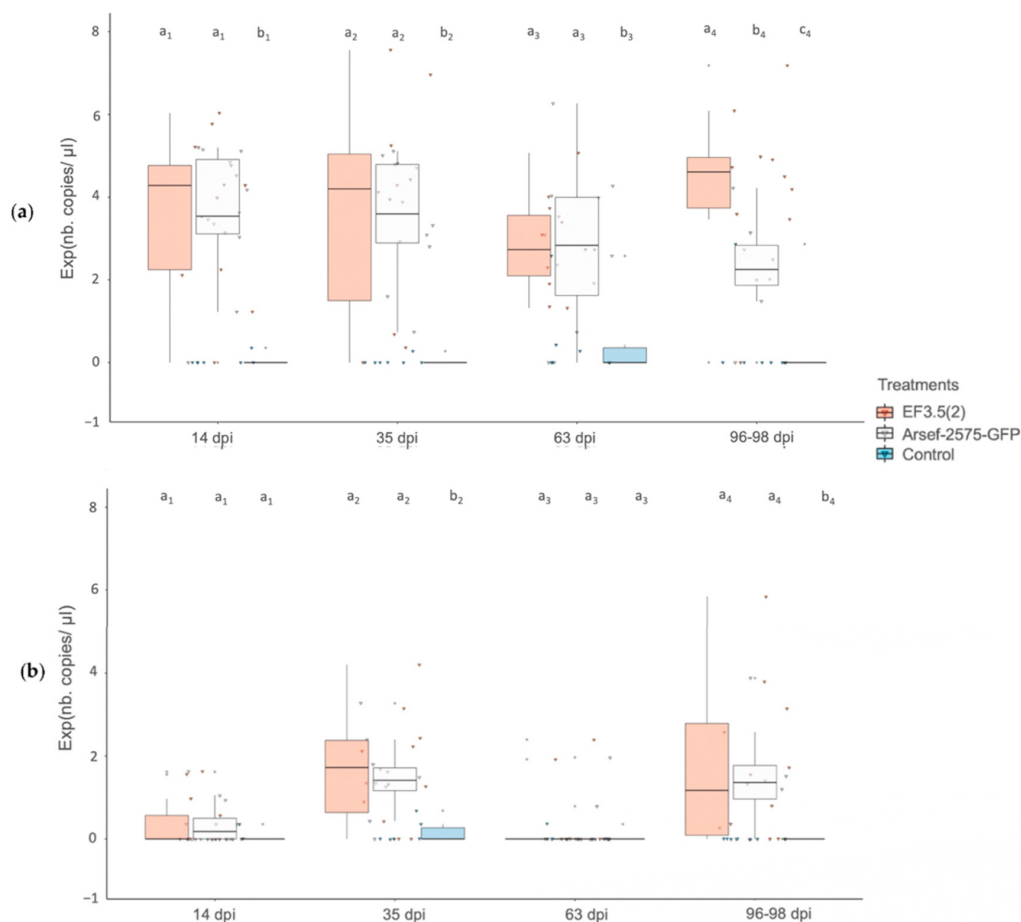 8 a₁ a₁ b₁ a₂ a₂ b₂ a₃ a₃ b₃ a₄ b₄ c₄
6
(a)
Exp(nb. copies/ µl)
4
2
0
−1
14 dpi 35 dpi 63 dpi 96-98 dpi
Treatments
EF3.5(2)
Arsef-2575-GFP
Control
8 a₁ a₁ a₁ a₂ a₂ b₂ a₃ a₃ a₃ a₄ a₄ b₄
6
(b)
Exp(nb. copies/ µl)
4
2
0
−1
14 dpi 35 dpi 63 dpi 96-98 dpi